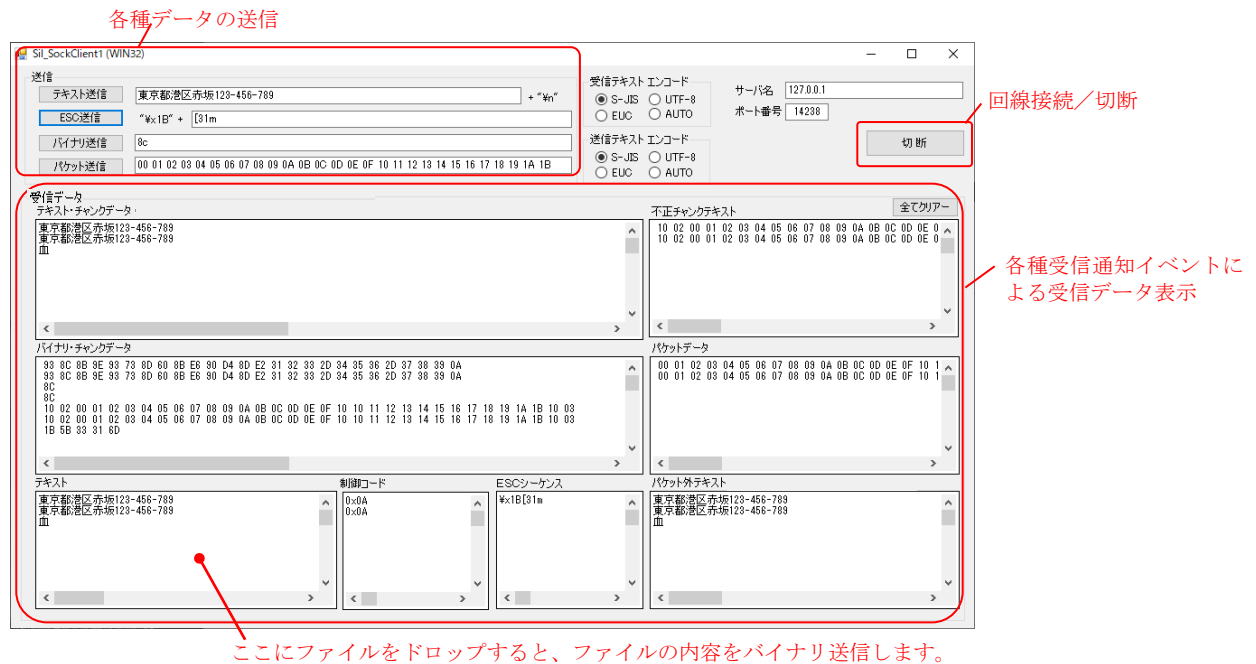 各種データの送信
Sil_SockClient1 (WIN32)
送信
テキスト送信 東京都港区赤坂123-456-789 + "¥n"
ESC送信 "¥x1B" + [31m
バイナリ送信 8c
パケット送信 00 01 02 03 04 05 06 07 08 09 0A 0B 0C 0D 0E 0F 10 11 12 13 14 15 16 17 18 19 1A 1B
受信テキスト エンコード
S-JIS UTF-8
EUC AUTO
送信テキスト エンコード
S-JIS UTF-8
EUC AUTO
サーバ名 127.0.0.1
ポート番号 14238
切 断
回線接続／切断
受信データ
全てクリアー
テキスト・チャンクデータ
東京都港区赤坂123-456-789
東京都港区赤坂123-456-789
血
不正チャンクテキスト
10 02 00 01 02 03 04 05 06 07 08 09 0A 0B 0C 0D 0E 0
10 02 00 01 02 03 04 05 06 07 08 09 0A 0B 0C 0D 0E 0
各種受信通知イベントに
よる受信データ表示
バイナリ・チャンクデータ
93 8C 8B 9E 93 73 8D 60 8B E6 90 D4 8D E2 31 32 33 2D 34 35 36 2D 37 38 39 0A
93 8C 8B 9E 93 73 8D 60 8B E6 90 D4 8D E2 31 32 33 2D 34 35 36 2D 37 38 39 0A
8C
8C
10 02 00 01 02 03 04 05 06 07 08 09 0A 0B 0C 0D 0E 0F 10 10 11 12 13 14 15 16 17 18 19 1A 1B 10 03
10 02 00 01 02 03 04 05 06 07 08 09 0A 0B 0C 0D 0E 0F 10 10 11 12 13 14 15 16 17 18 19 1A 1B 10 03
1B 5B 33 31 6D
パケットデータ
00 01 02 03 04 05 06 07 08 09 0A 0B 0C 0D 0E 0F 10 1
00 01 02 03 04 05 06 07 08 09 0A 0B 0C 0D 0E 0F 10 1
テキスト
東京都港区赤坂123-456-789
東京都港区赤坂123-456-789
血
制御コード
0x0A
0x0A
ESCシーケンス
¥x1B[31m
パケット外テキスト
東京都港区赤坂123-456-789
東京都港区赤坂123-456-789
血
ここにファイルをドロップすると、ファイルの内容をバイナリ送信します。